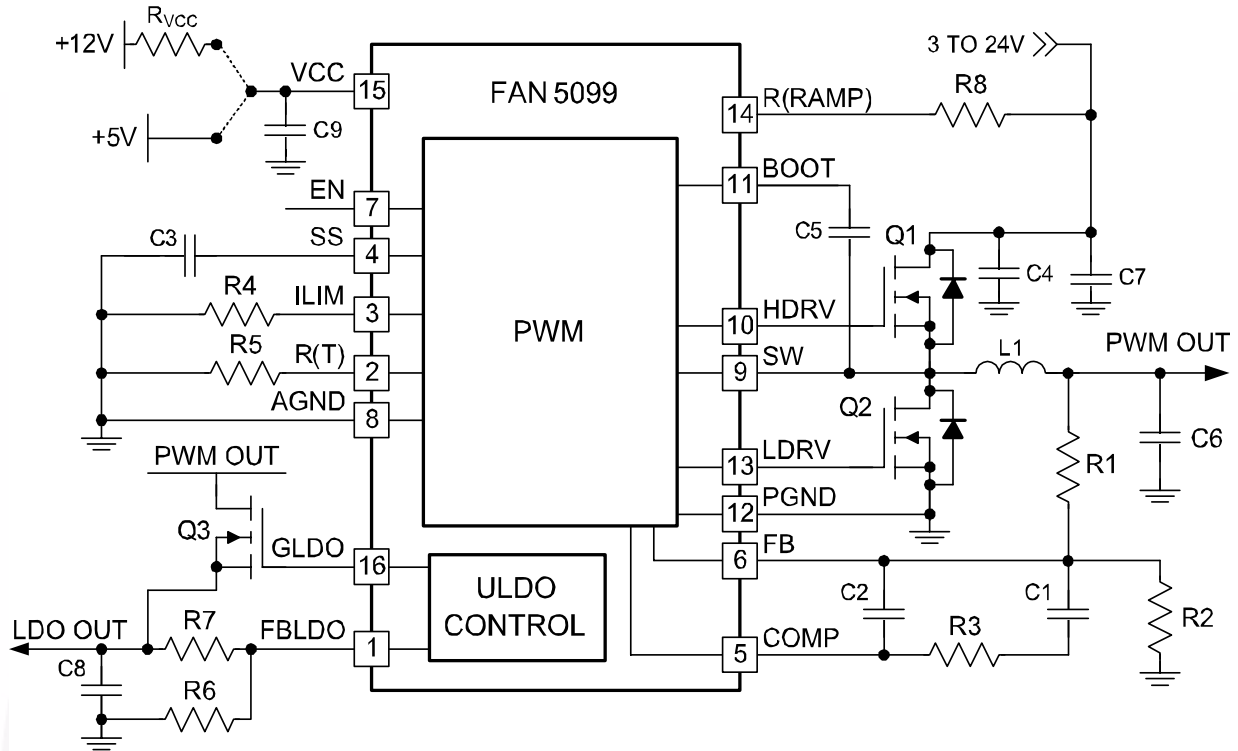 +12V
RVCC
+5V
VCC
15
C9
FAN 5099
3 TO 24V
14
R(RAMP)
R8
11
BOOT
EN
7
C3
SS
4
R4
ILIM
3
R5
R(T)
2
AGND
8
PWM
C5
Q1
C4
C7
10
HDRV
9
SW
L1
PWM OUT
Q2
13
LDRV
12
PGND
R1
C6
6
FB
PWM OUT
Q3
GLDO
16
ULDO
CONTROL
LDO OUT
R7
FBLDO
1
C8
R6
C2
C1
R2
5
COMP
R3